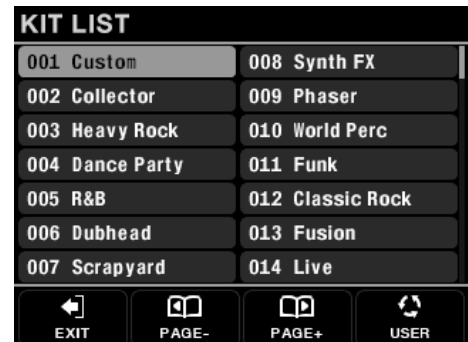 KIT LIST
001 Custom
002 Collector
003 Heavy Rock
004 Dance Party
005 R&B
006 Dubhead
007 Scrapyard
008 Synth FX
009 Phaser
010 World Perc
011 Funk
012 Classic Rock
013 Fusion
014 Live
EXIT
PAGE-
PAGE+
USER